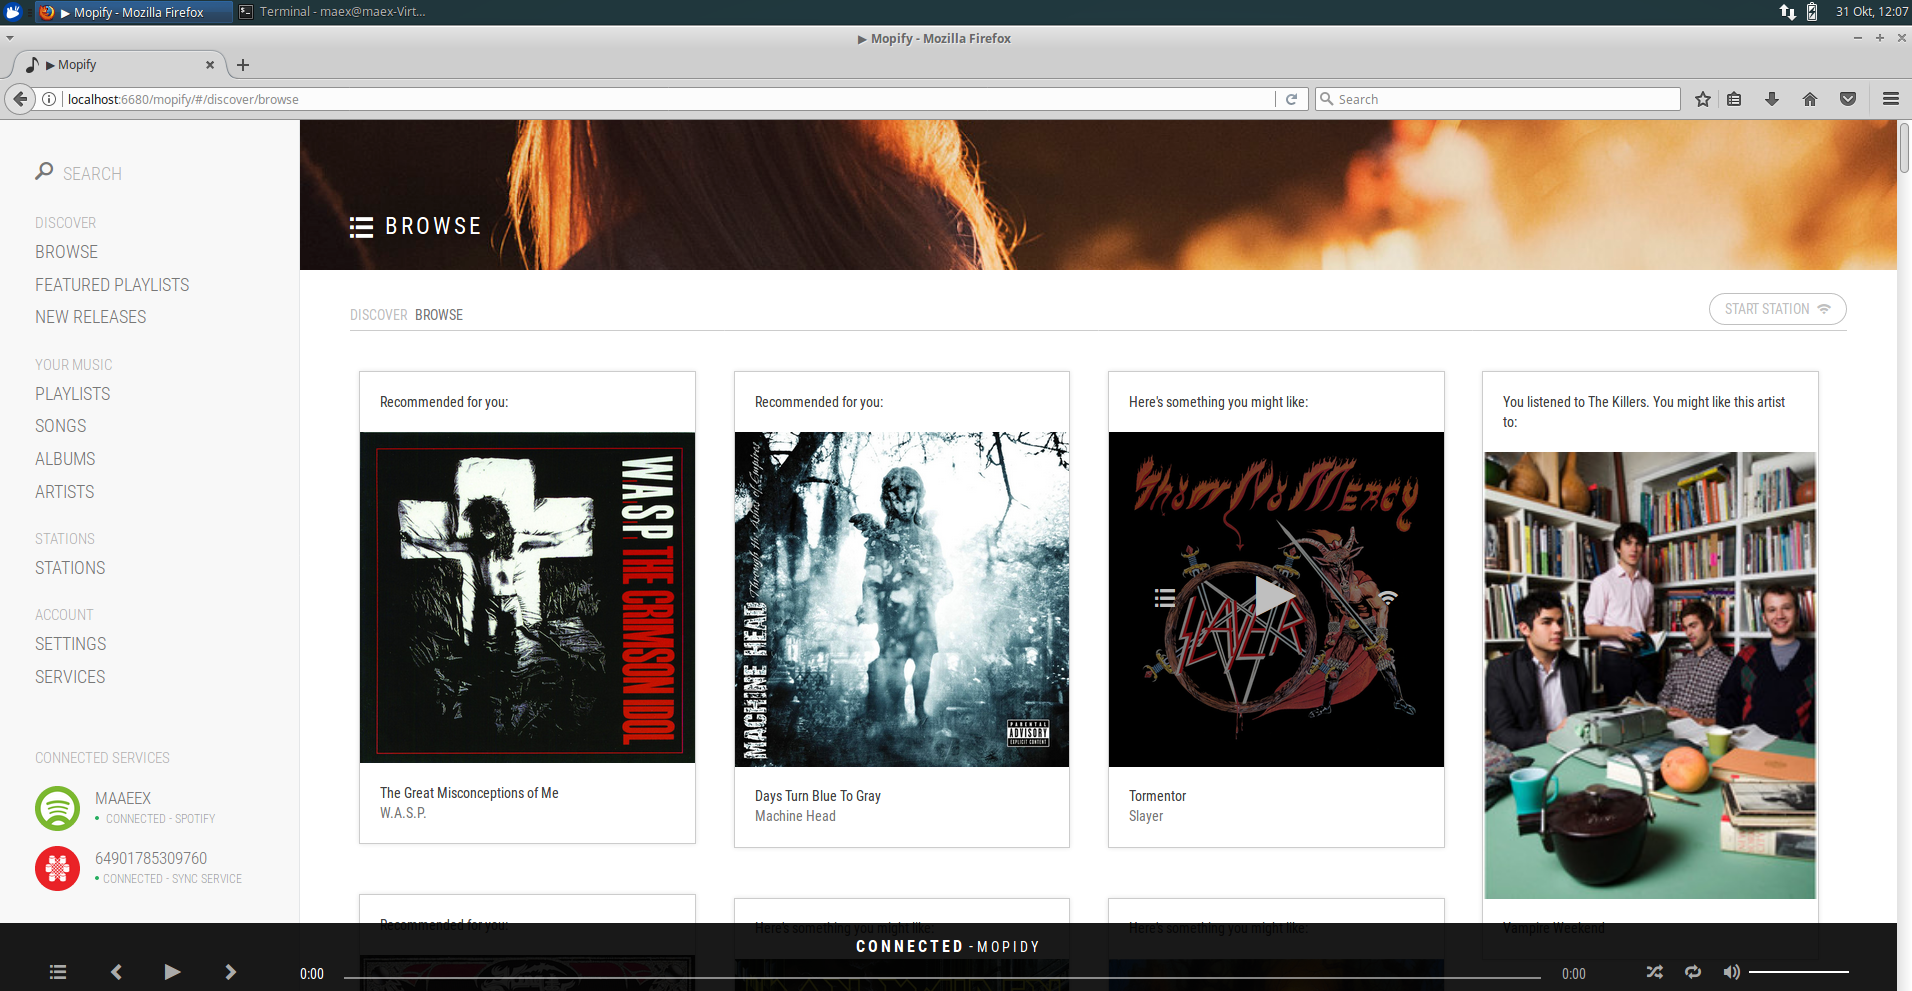 ▶ Mopify - Mozilla Firefox
Terminal - maex@maex-Virt...
31 Okt, 12:07
▶ Mopify - Mozilla Firefox
▶ Mopify
localhost:6680/mopify/#/discover/browse
Search
SEARCH
DISCOVER
BROWSE
FEATURED PLAYLISTS
NEW RELEASES
YOUR MUSIC
PLAYLISTS
SONGS
ALBUMS
ARTISTS
STATIONS
STATIONS
ACCOUNT
SETTINGS
SERVICES
CONNECTED SERVICES
MAAEEX
CONNECTED - SPOTIFY
64901785309760
CONNECTED - SYNC SERVICE
BROWSE
DISCOVER BROWSE
START STATION
Recommended for you:
W.A.S.P.
THE CRIMSON IDOL
The Great Misconceptions of Me
W.A.S.P.
Recommended for you:
MACHINE HEAD
Through the Ashes of Empires
PARENTAL
ADVISORY
EXPLICIT CONTENT
Days Turn Blue To Gray
Machine Head
Here's something you might like:
Show No Mercy
SLAYER
Tormentor
Slayer
You listened to The Killers. You might like this artist
to:
Vampire Weekend
Recommended for you:
Here's something you might like:
Here's something you might like:
CONNECTED - MOPIDY
0:00
0:00